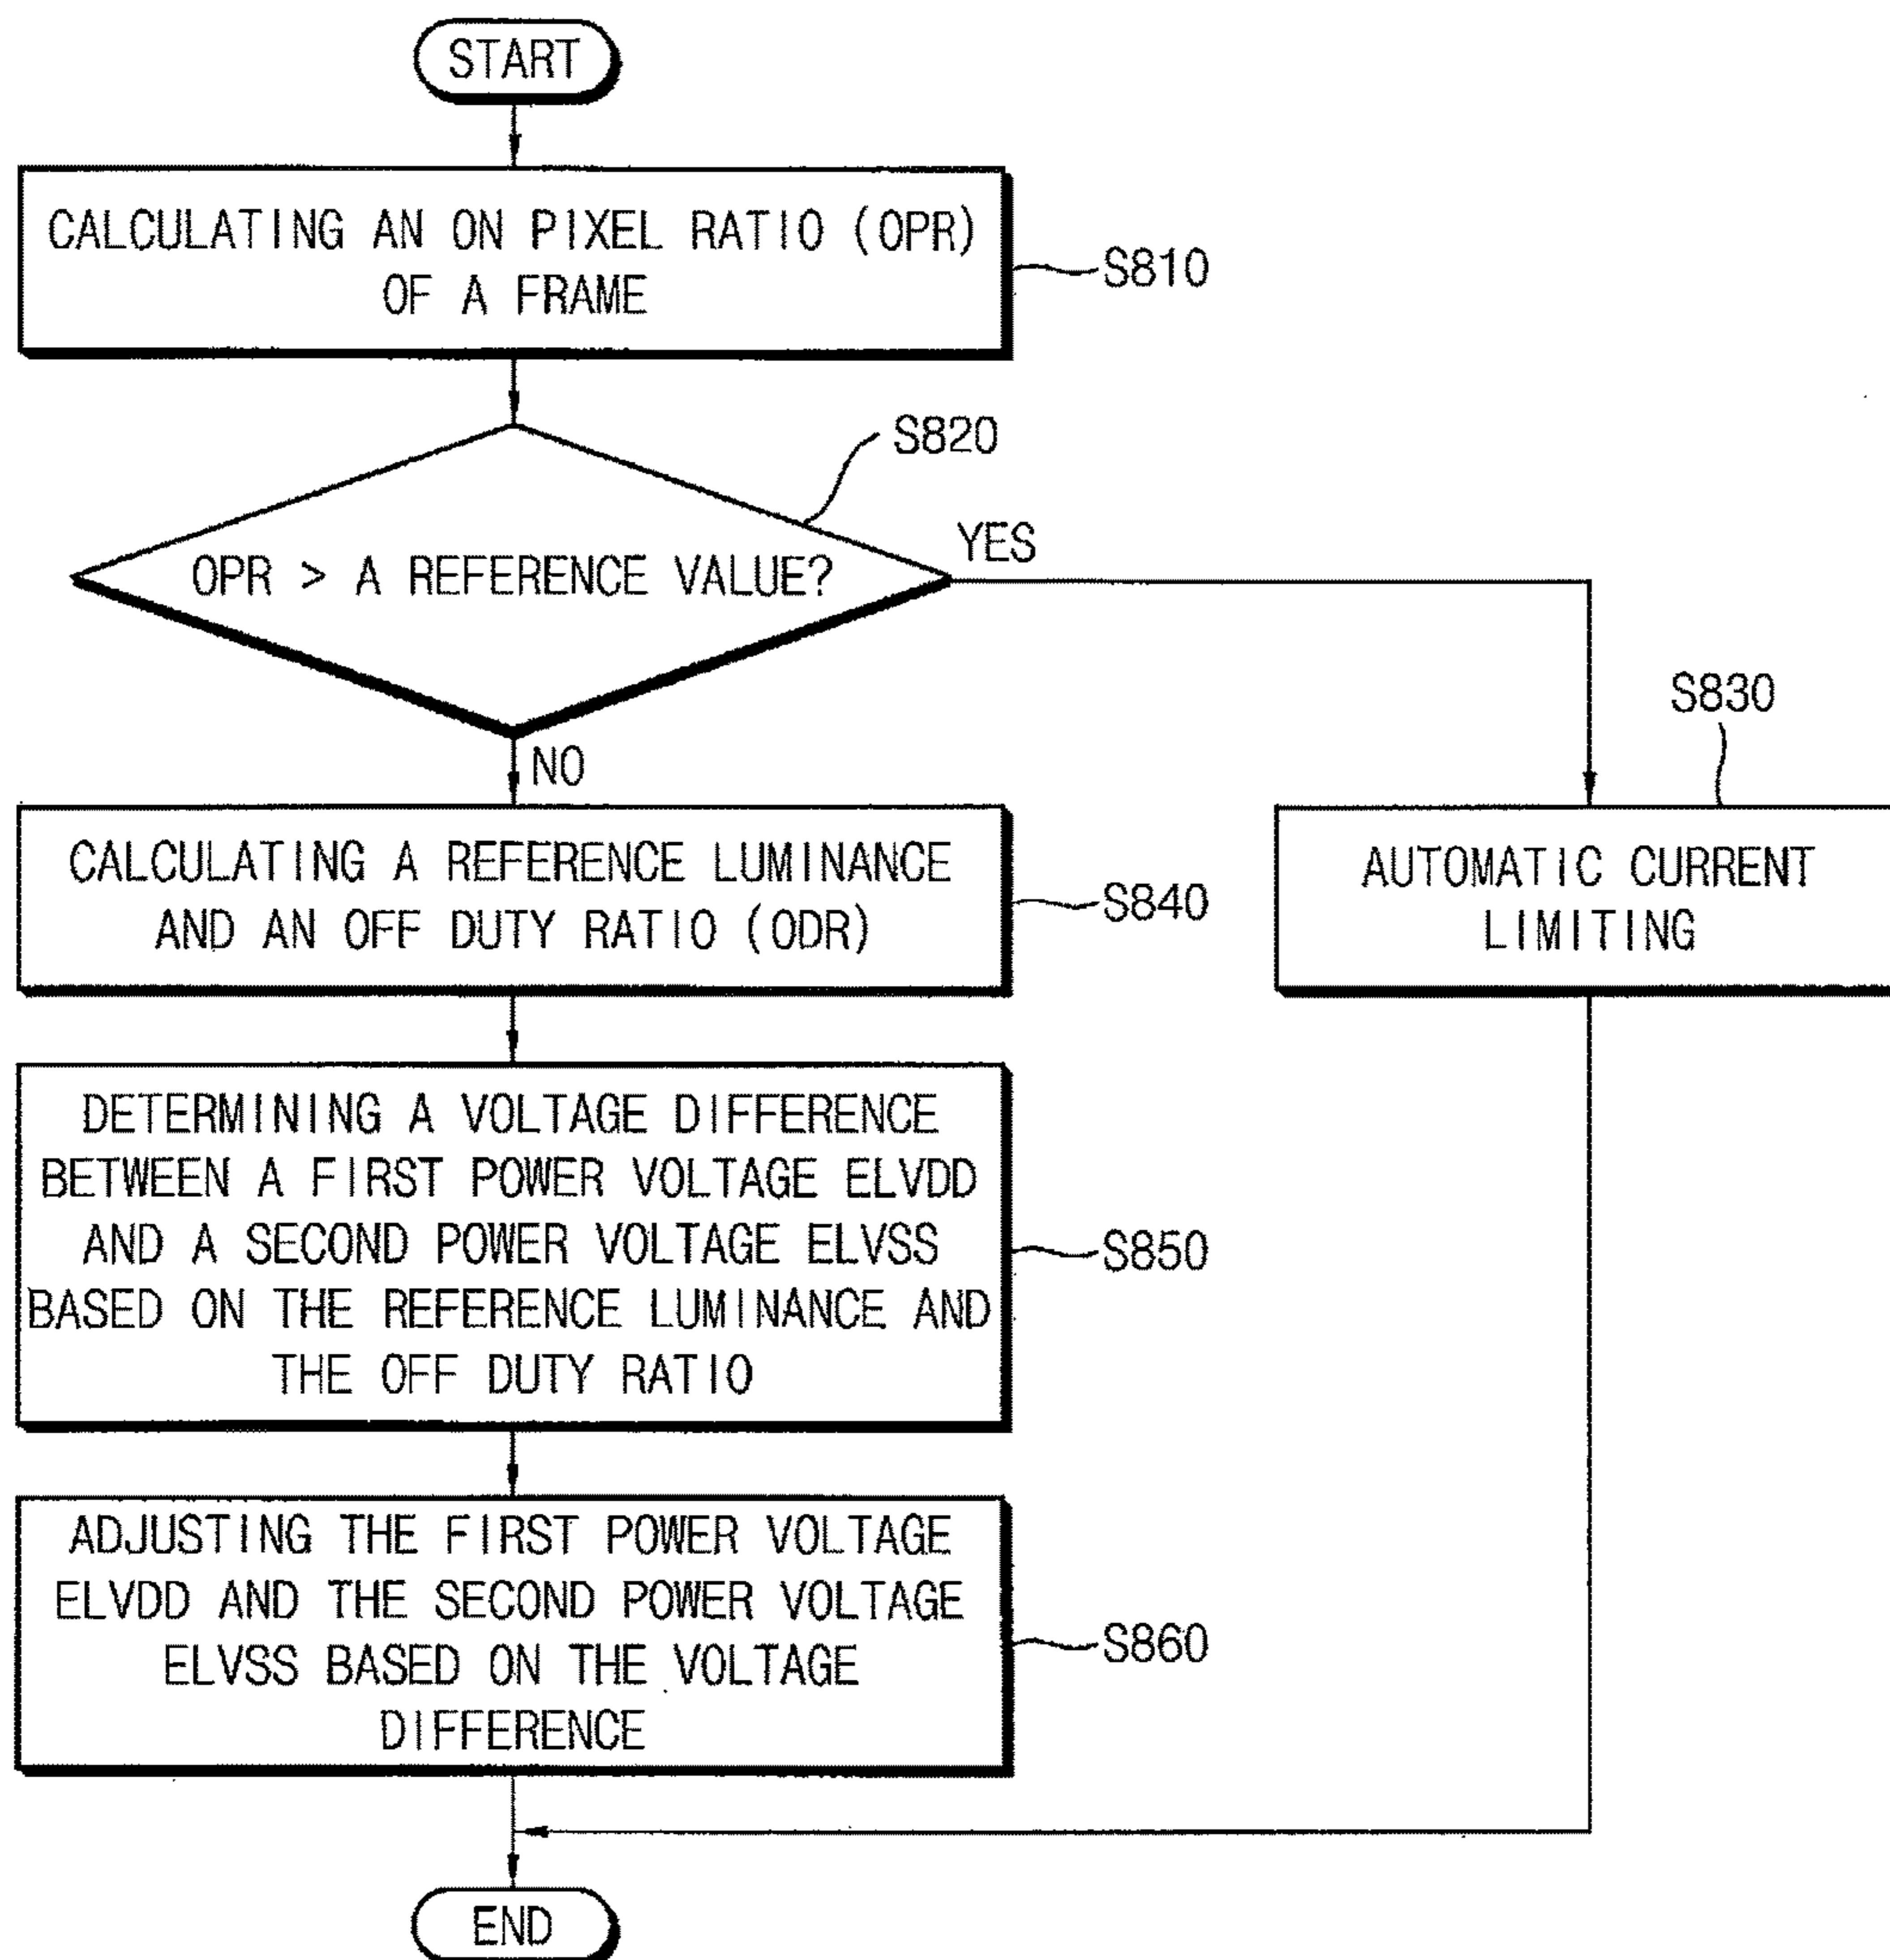 START
CALCULATING AN ON PIXEL RATIO (OPR)
OF A FRAME
S810
S820
OPR > A REFERENCE VALUE?
YES
NO
S830
CALCULATING A REFERENCE LUMINANCE
AND AN OFF DUTY RATIO (ODR)
S840
AUTOMATIC CURRENT
LIMITING
DETERMINING A VOLTAGE DIFFERENCE
BETWEEN A FIRST POWER VOLTAGE ELVDD
AND A SECOND POWER VOLTAGE ELVSS
BASED ON THE REFERENCE LUMINANCE AND
THE OFF DUTY RATIO
S850
ADJUSTING THE FIRST POWER VOLTAGE
ELVDD AND THE SECOND POWER VOLTAGE
ELVSS BASED ON THE VOLTAGE
DIFFERENCE
S860
END